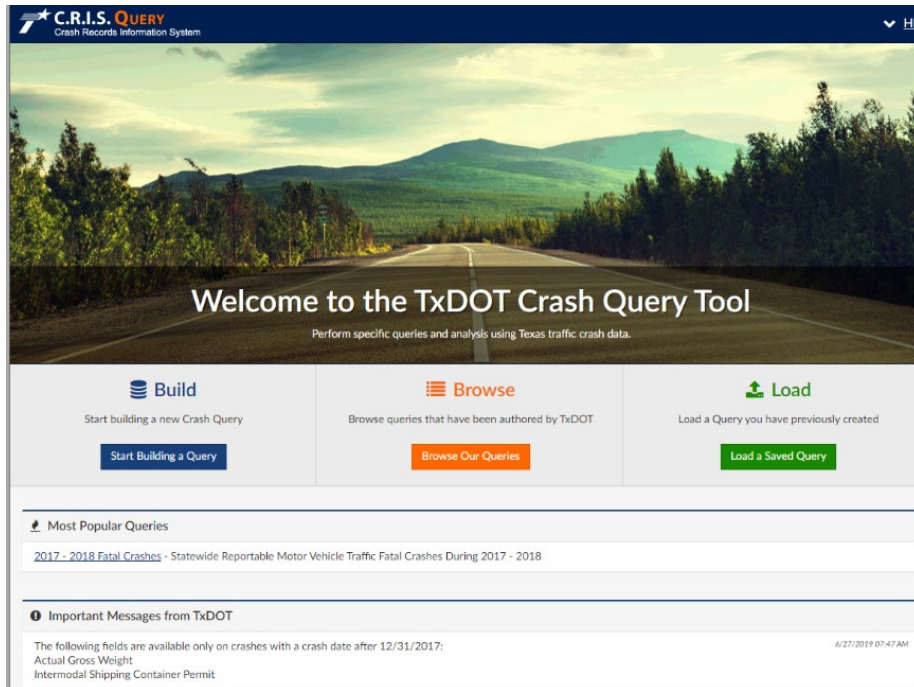 C.R.I.S. QUERY
Crash Records Information System
Welcome to the TxDOT Crash Query Tool
Perform specific queries and analysis using Texas traffic crash data.
Build
Start building a new Crash Query
Start Building a Query
Browse
Browse queries that have been authored by TxDOT
Browse Our Queries
Load
Load a Query you have previously created
Load a Saved Query
Most Popular Queries
2017 - 2018 Fatal Crashes - Statewide Reportable Motor Vehicle Traffic Fatal Crashes During 2017 - 2018
Important Messages from TxDOT
The following fields are available only on crashes with a crash date after 12/31/2017:
6/27/2019 07:47 AM
Actual Gross Weight
Intermodal Shipping Container Permit